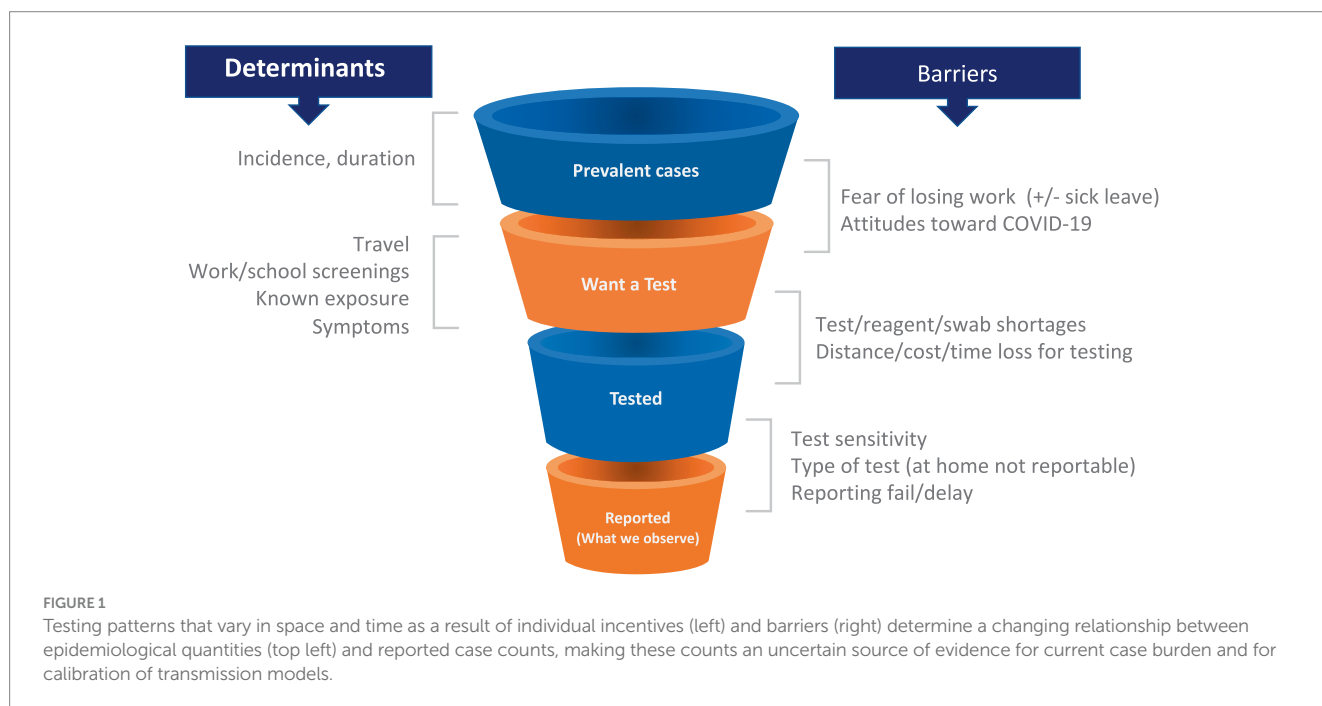 Determinants
Barriers
Incidence, duration
Prevalent cases
Fear of losing work (+/- sick leave)
Attitudes toward COVID-19
Travel
Work/school screenings
Known exposure
Symptoms
Want a Test
Test/reagent/swab shortages
Distance/cost/time loss for testing
Tested
Test sensitivity
Type of test (at home not reportable)
Reporting fail/delay
Reported
(What we observe)
FIGURE 1
Testing patterns that vary in space and time as a result of individual incentives (left) and barriers (right) determine a changing relationship between
epidemiological quantities (top left) and reported case counts, making these counts an uncertain source of evidence for current case burden and for
calibration of transmission models.